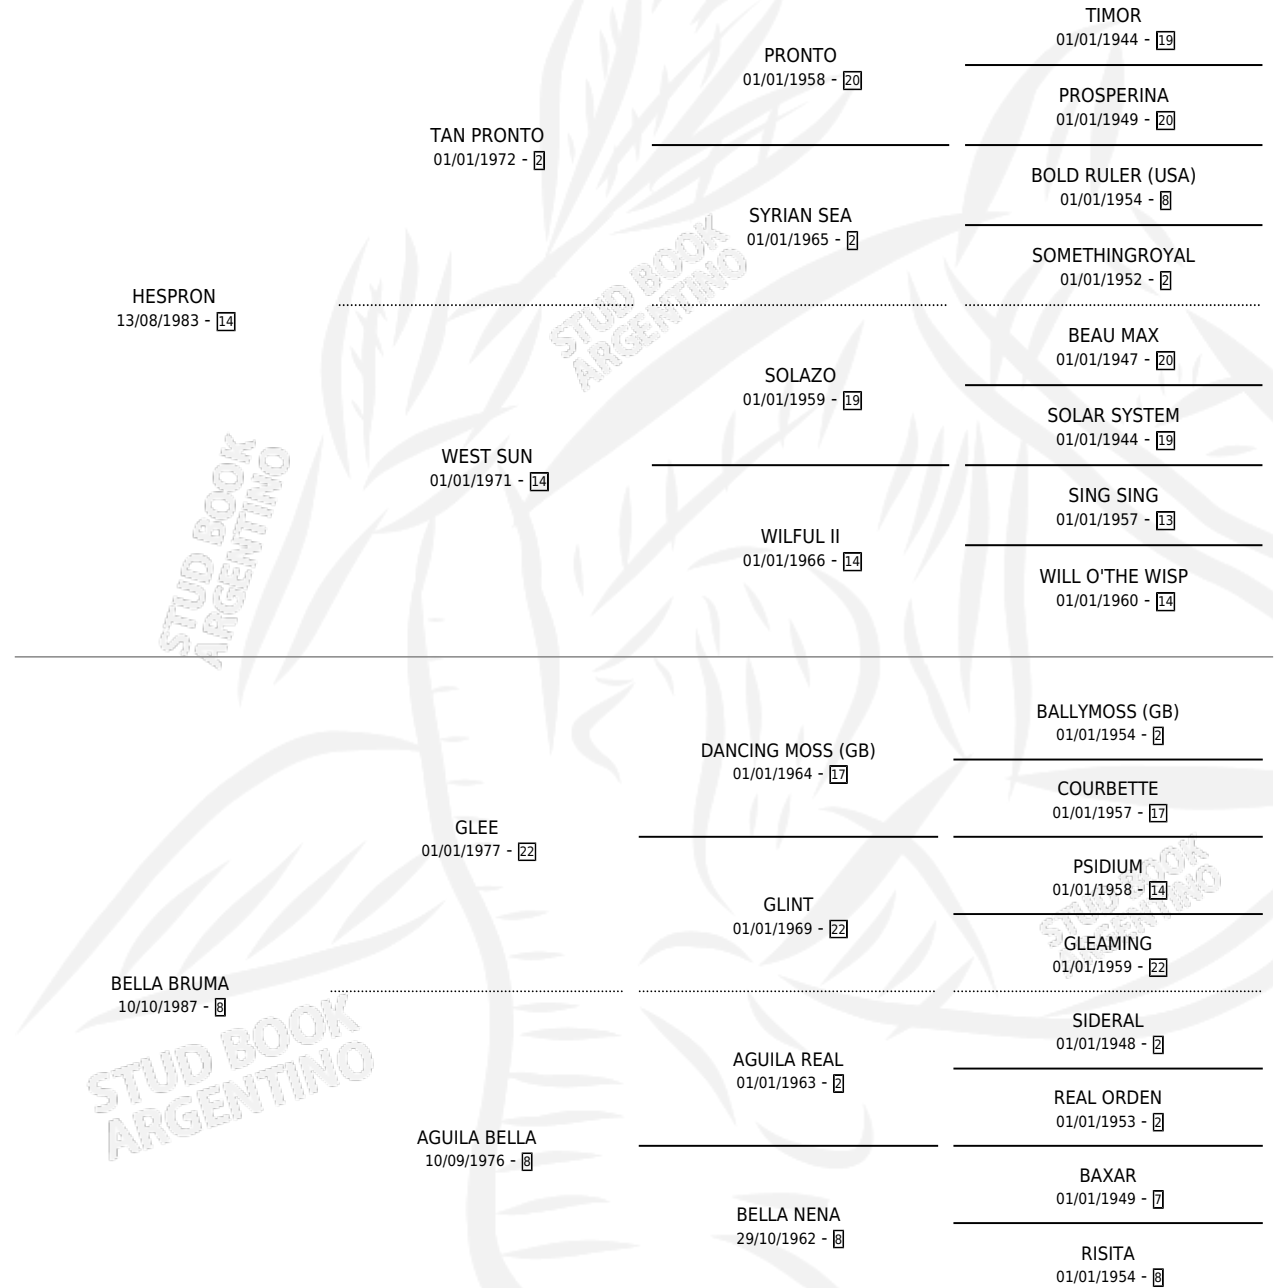 TIMOR
01/01/1944 - 19
PRONTO
01/01/1958 - 20
PROSPERINA
01/01/1949 - 20
TAN PRONTO
01/01/1972 - 2
BOLD RULER (USA)
01/01/1954 - 8
SYRIAN SEA
01/01/1965 - 2
SOMETHINGROYAL
01/01/1952 - 2
HESPRON
13/08/1983 - 14
BEAU MAX
01/01/1947 - 20
SOLAZO
01/01/1959 - 19
SOLAR SYSTEM
01/01/1944 - 19
WEST SUN
01/01/1971 - 14
SING SING
01/01/1957 - 13
WILFUL II
01/01/1966 - 14
WILL O'THE WISP
01/01/1960 - 14
BALLYMOSS (GB)
01/01/1954 - 2
DANCING MOSS (GB)
01/01/1964 - 17
COURBETTE
01/01/1957 - 17
GLEE
01/01/1977 - 22
PSIDIUM
01/01/1958 - 14
GLINT
01/01/1969 - 22
GLEAMING
01/01/1959 - 22
BELLA BRUMA
10/10/1987 - 8
SIDERAL
01/01/1948 - 2
AGUILA REAL
01/01/1963 - 2
REAL ORDEN
01/01/1953 - 2
AGUILA BELLA
10/09/1976 - 8
BAXAR
01/01/1949 - 7
BELLA NENA
29/10/1962 - 8
RISITA
01/01/1954 - 8
STUD BOOK
ARGENTINO
STUD BOOK
ARGENTINO
STUD BOOK
ARGENTINO
STUD BOOK
ARGENTINO